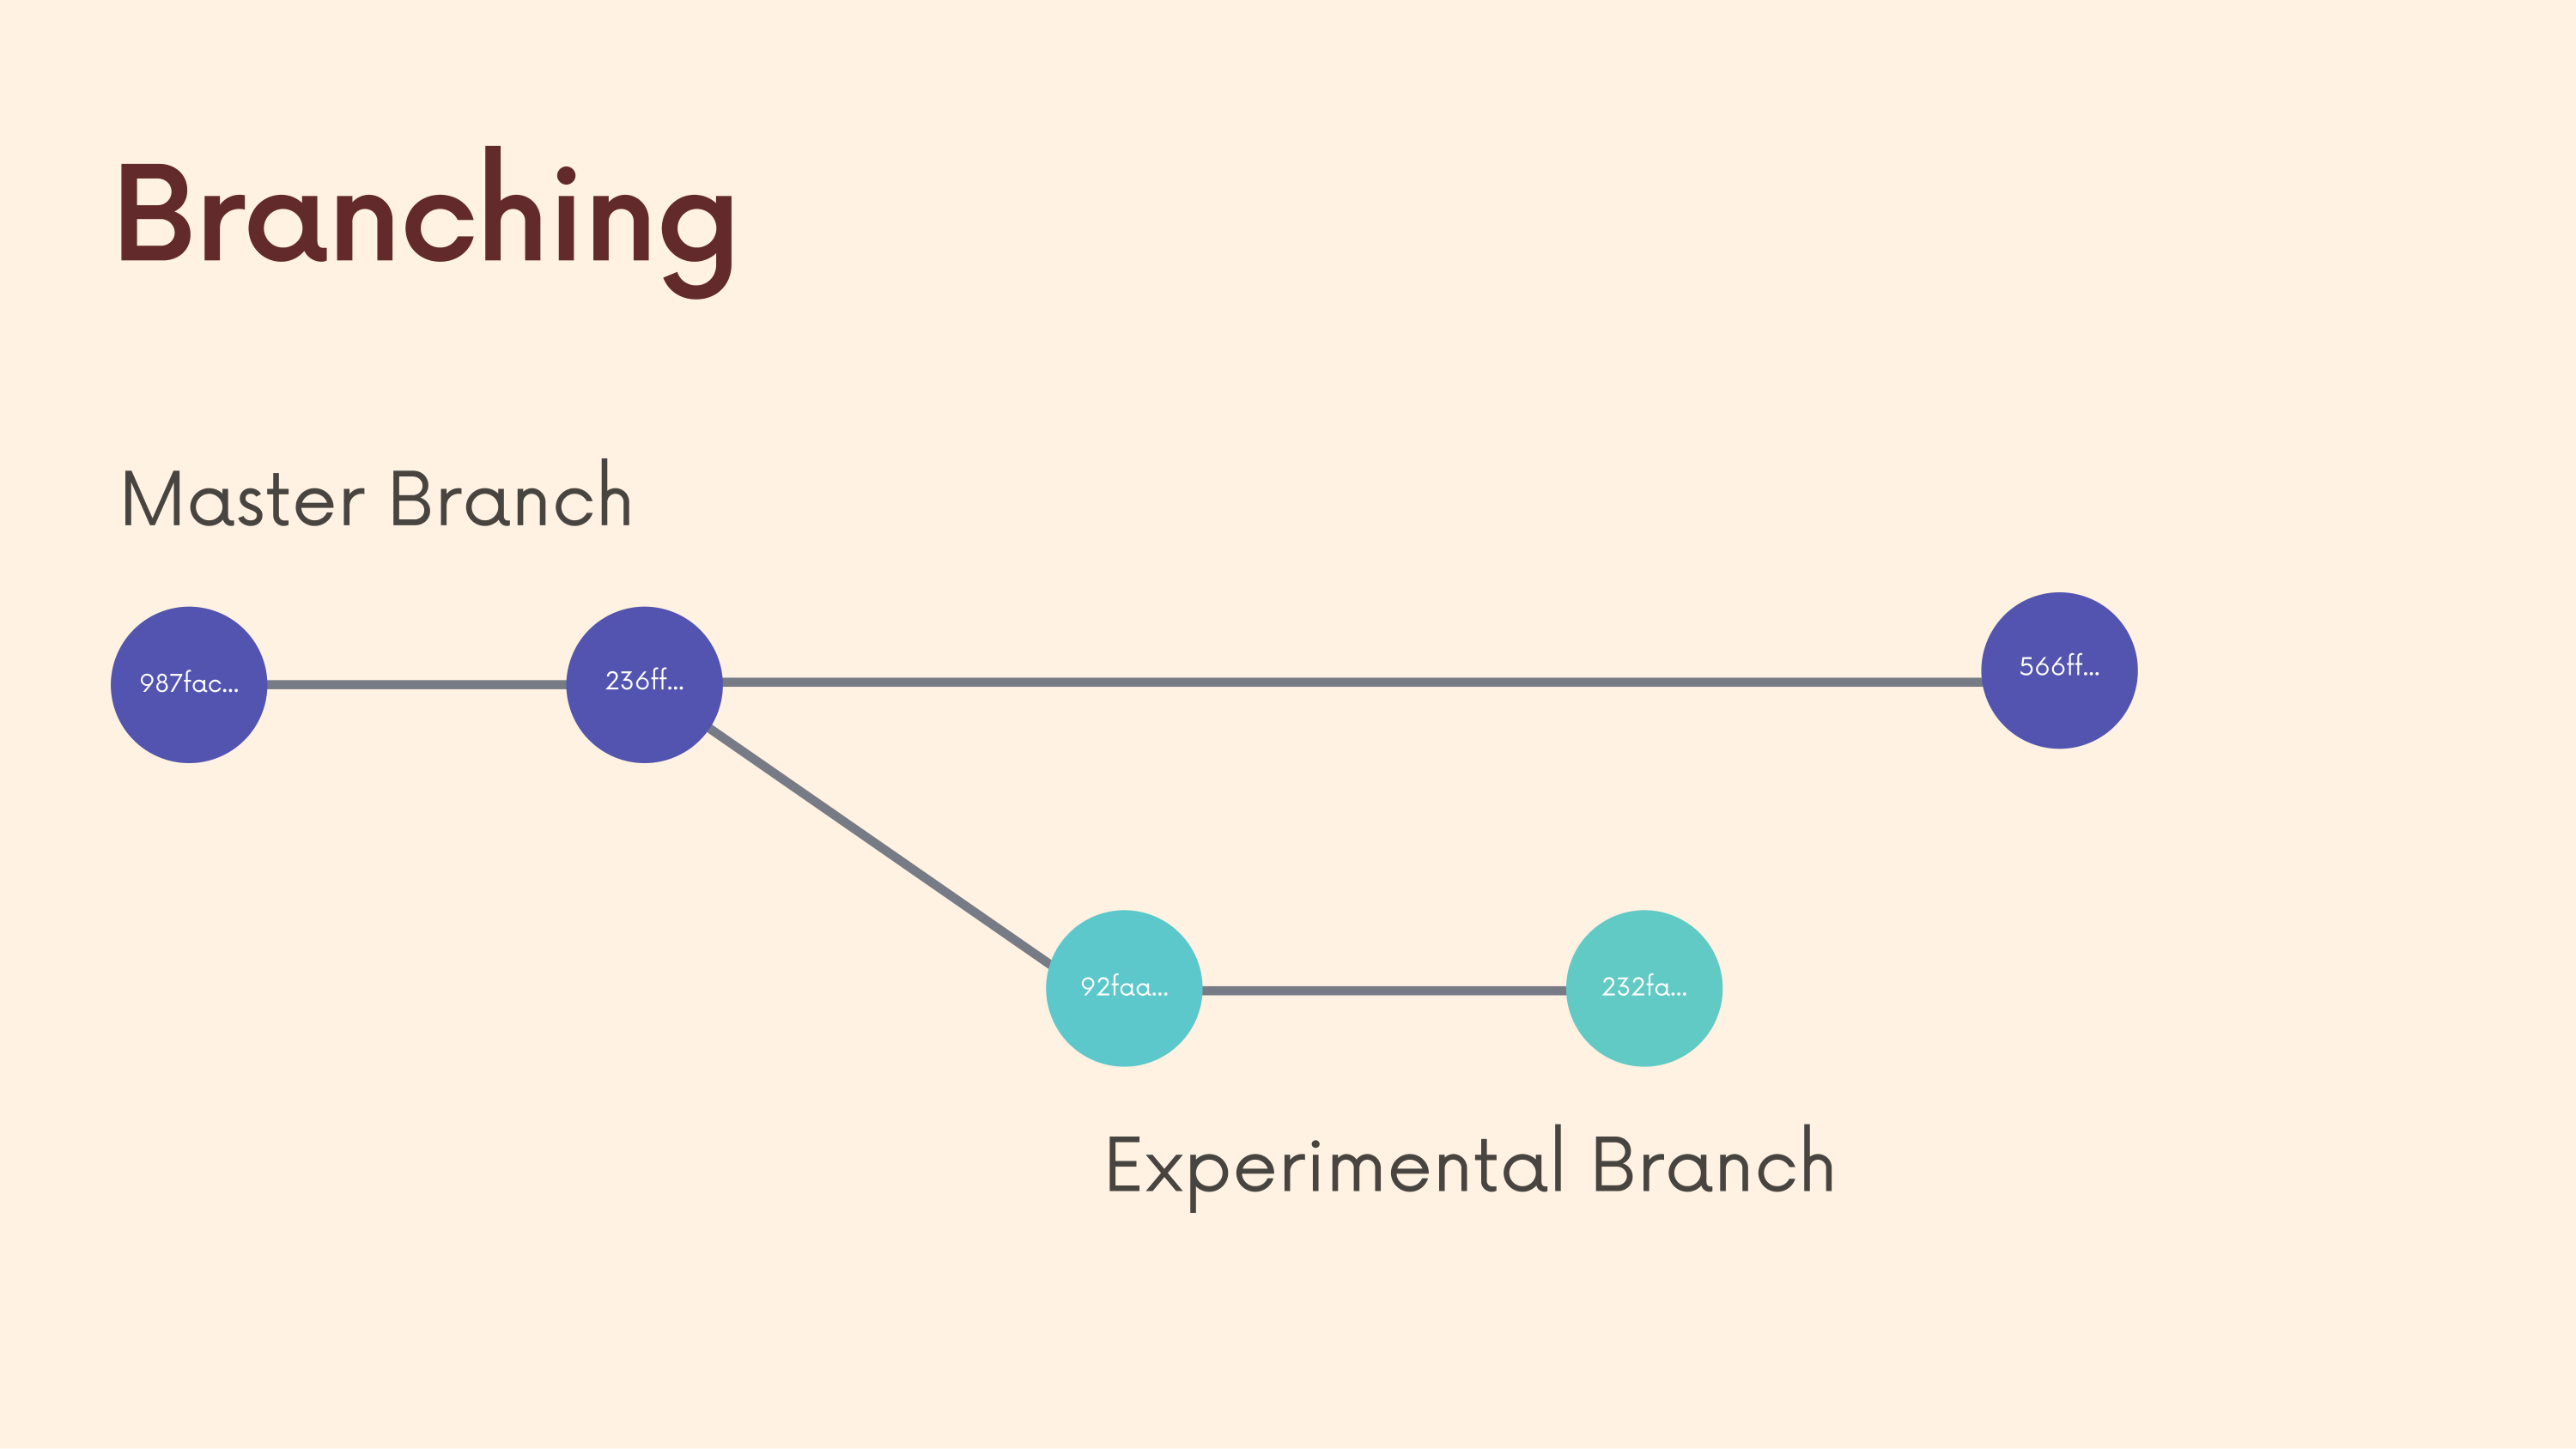 Branching
Master Branch
987fac...
236ff...
566ff...
92faa...
232fa...
Experimental Branch